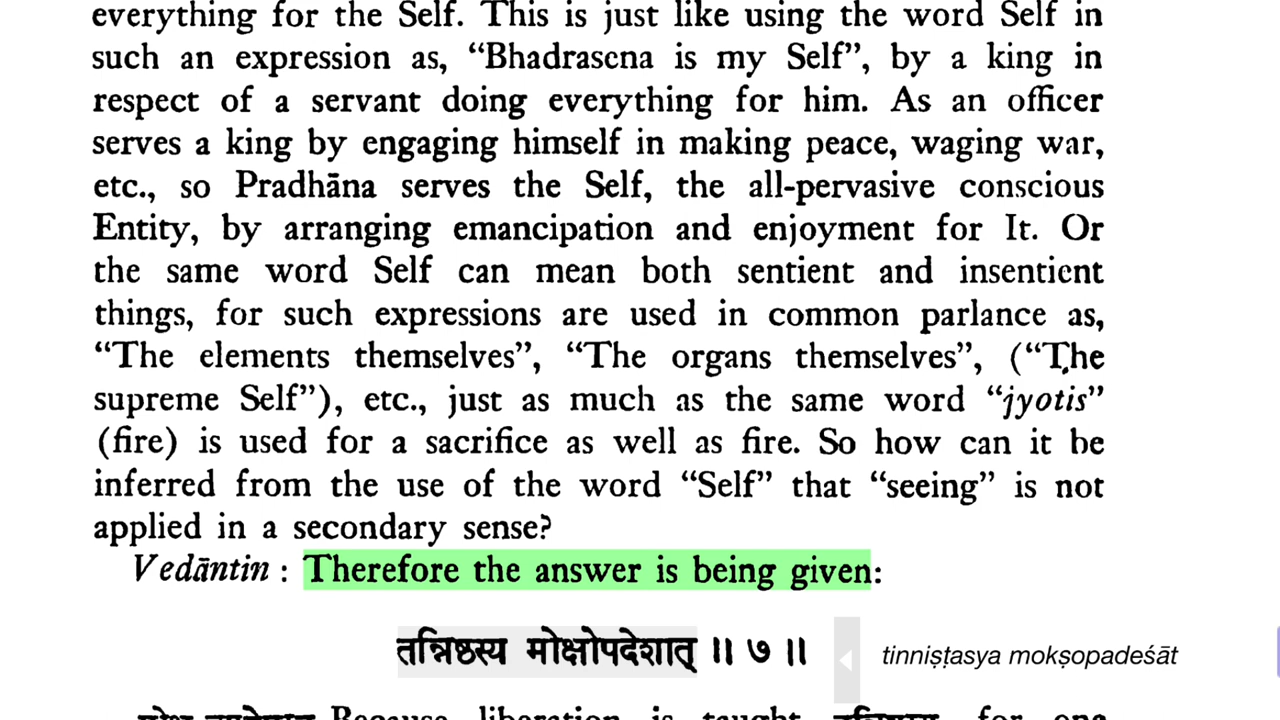 everything for the Self. This is just like using the word Self in
such an expression as, “Bhadrasena is my Self”, by a king in
respect of a servant doing everything for him. As an officer
serves a king by engaging himself in making peace, waging war,
etc., so Pradhāna serves the Self, the all-pervasive conscious
Entity, by arranging emancipation and enjoyment for It. Or
the same word Self can mean both sentient and insentient
things, for such expressions are used in common parlance as,
“The elements themselves”, “The organs themselves”, (“The
supreme Self”), etc., just as much as the same word “jyotis”
(fire) is used for a sacrifice as well as fire. So how can it be
inferred from the use of the word “Self” that “seeing” is not
applied in a secondary sense?
Vedāntin : Therefore the answer is being given:
तन्निष्ठस्य मोक्षोपदेशात् ॥ ७ ॥ tinniṣṭasya mokṣopadeśāt
Because liberation is taught for one